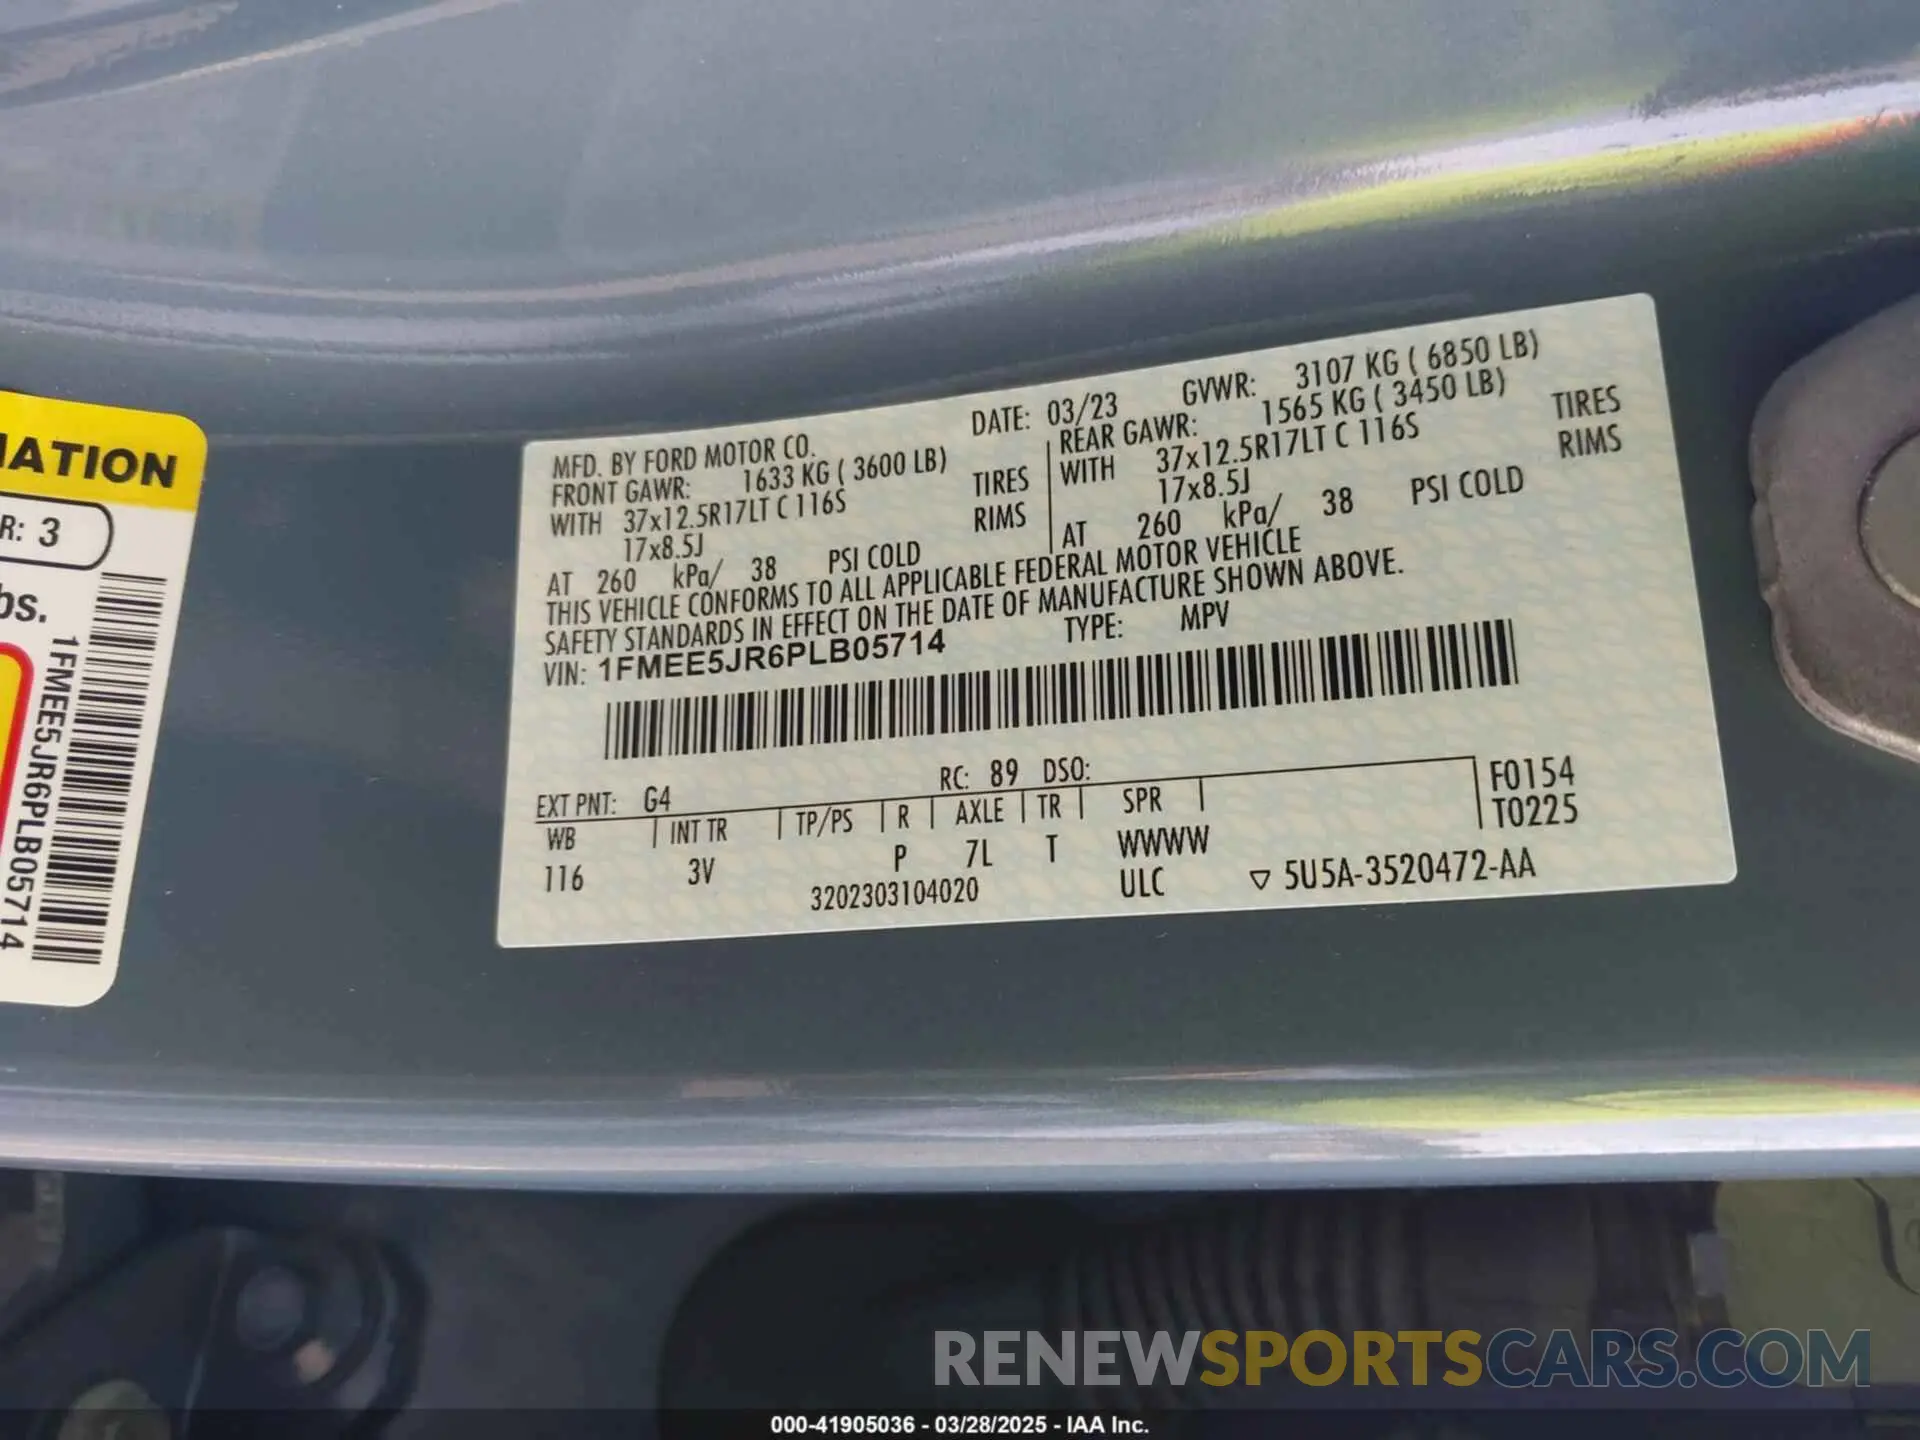 MATION
R: 3
bs.
1FMEE5JR6PLB05714
MFD. BY FORD MOTOR CO.
DATE: 03/23 GVWR: 3107 KG ( 6850 LB)
FRONT GAWR: 1633 KG ( 3600 LB)
REAR GAWR: 1565 KG ( 3450 LB)
WITH 37x12.5R17LT C 116S TIRES
WITH 37x12.5R17LT C 116S TIRES
17x8.5J RIMS
17x8.5J RIMS
AT 260 kPa/ 38 PSI COLD
AT 260 kPa/ 38 PSI COLD
THIS VEHICLE CONFORMS TO ALL APPLICABLE FEDERAL MOTOR VEHICLE
SAFETY STANDARDS IN EFFECT ON THE DATE OF MANUFACTURE SHOWN ABOVE.
VIN: 1FMEE5JR6PLB05714 TYPE: MPV
EXT PNT: G4 RC: 89 DSO:
WB INT TR TP/PS R AXLE TR SPR
116 3V P 7L T WWWW
F0154
T0225
3202303104020 ULC ▽ 5U5A-3520472-AA
RENEWSPORTSCARS.COM
000-41905036 - 03/28/2025 - IAA Inc.